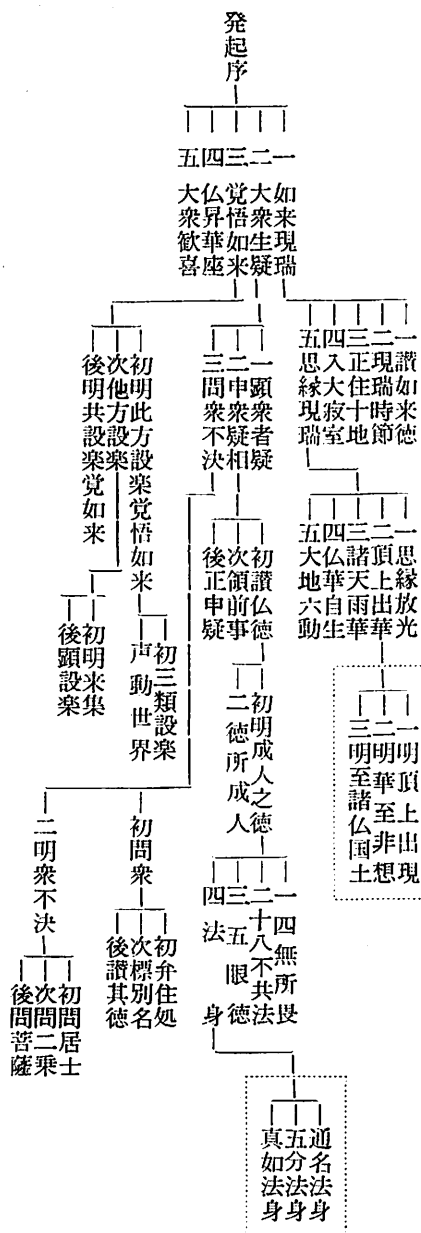 発起序
一 如来現瑞
二 大衆生疑
三 覚悟如来
四 仏昇華座
五 大衆歓喜
一讃如来徳
二現瑞時節
三正住十地
四入大寂室
五思縁現瑞
一思縁放光
二頂上出華
三諸天雨華
四仏華自生
五大地六動
一明頂上出現
二明華至非想
三明至諸仏国土
一顕衆者疑
二申衆疑相
三問衆不決
初讃仏徳
次領前事
後正申疑
初明成人之徳
二徳所成人
一四無所畏
二十八不共法
三五眼徳
四法身
通名法身
五分法身
真如法身
初問衆
二明衆不決
初弁住処
次標別名
後讃其徳
初問居士
次問二乗
後問菩薩
初明此方設楽覚悟如来
次他方設楽
後明共設楽覚如来
初三類設楽
声動世界
初明来集
後顕設楽